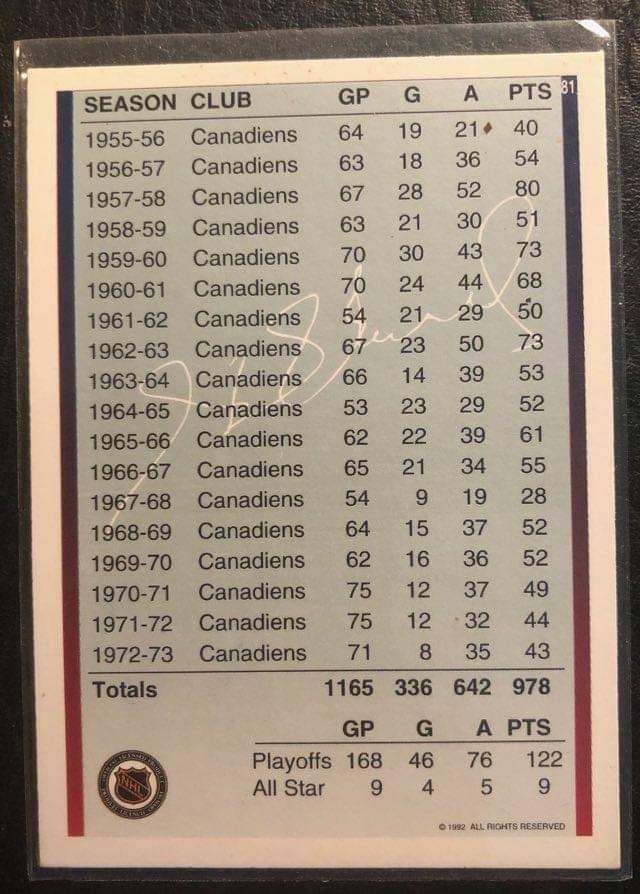 81
SEASON CLUB GP G A PTS
1955-56 Canadiens 64 19 21 40
1956-57 Canadiens 63 18 36 54
1957-58 Canadiens 67 28 52 80
1958-59 Canadiens 63 21 30 51
1959-60 Canadiens 70 30 43 73
1960-61 Canadiens 70 24 44 68
1961-62 Canadiens 54 21 29 50
1962-63 Canadiens 67 23 50 73
1963-64 Canadiens 66 14 39 53
1964-65 Canadiens 53 23 29 52
1965-66 Canadiens 62 22 39 61
1966-67 Canadiens 65 21 34 55
1967-68 Canadiens 54 9 19 28
1968-69 Canadiens 64 15 37 52
1969-70 Canadiens 62 16 36 52
1970-71 Canadiens 75 12 37 49
1971-72 Canadiens 75 12 32 44
1972-73 Canadiens 71 8 35 43
Totals 1165 336 642 978
GP G A PTS
Playoffs 168 46 76 122
All Star 9 4 5 9
NHL
© 1992 ALL RIGHTS RESERVED